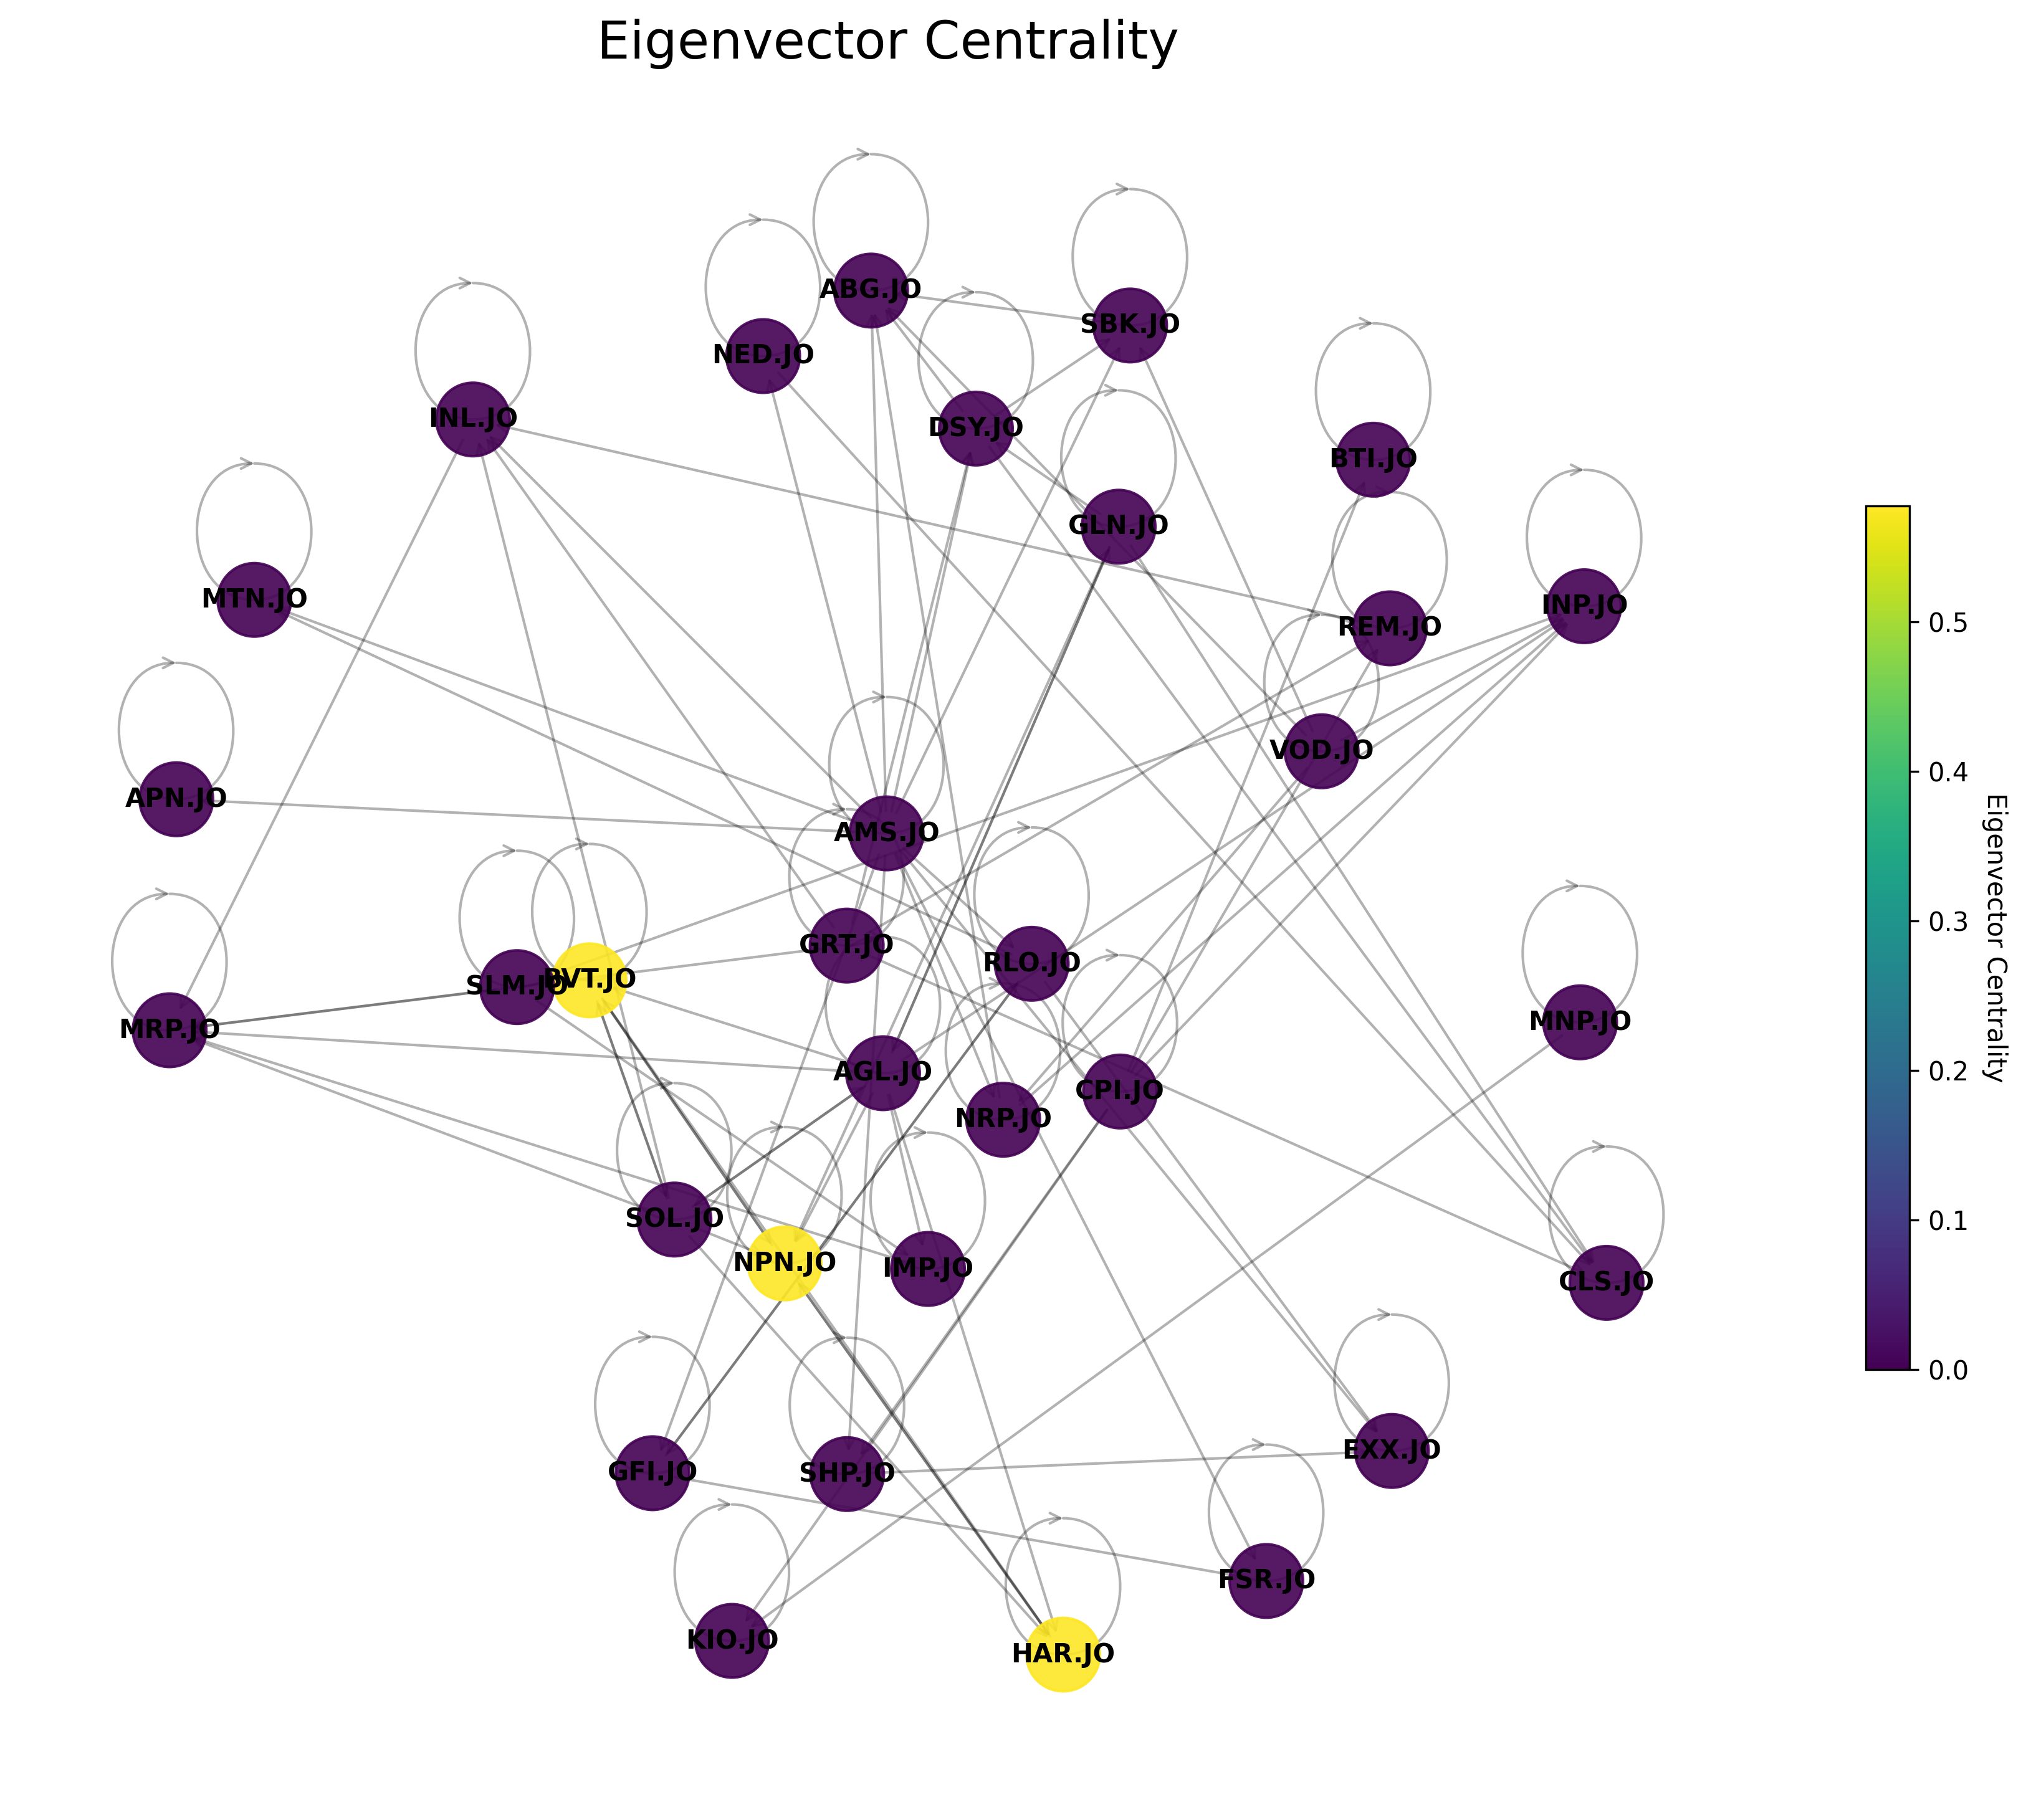 Eigenvector Centrality
ABG.JO
SBK.JO
NED.JO
INL.JO
DSY.JO
BTI.JO
GLN.JO
MTN.JO
INP.JO
REM.JO
0.5
VOD.JO
0.4
APN.JO
AMS.JO
GRT.JO
0.3
Eigenvector Centrality
RLO.JO
SLM.JO
BVT.JO
MRP.JO
MNP.JO
AGL.JO
CPI.JO
0.2
NRP.JO
SOL.JO
0.1
NPN.JO
IMP.JO
CLS.JO
0.0
EXX.JO
GFI.JO
SHP.JO
FSR.JO
KIO.JO
HAR.JO